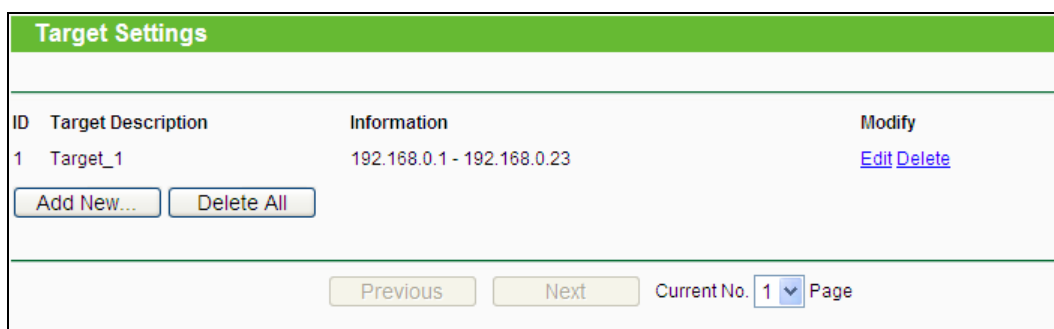 Target Settings
ID Target Description Information Modify
1 Target_1 192.168.0.1 - 192.168.0.23 Edit Delete
Add New... Delete All
Previous Next Current No. 1 Page